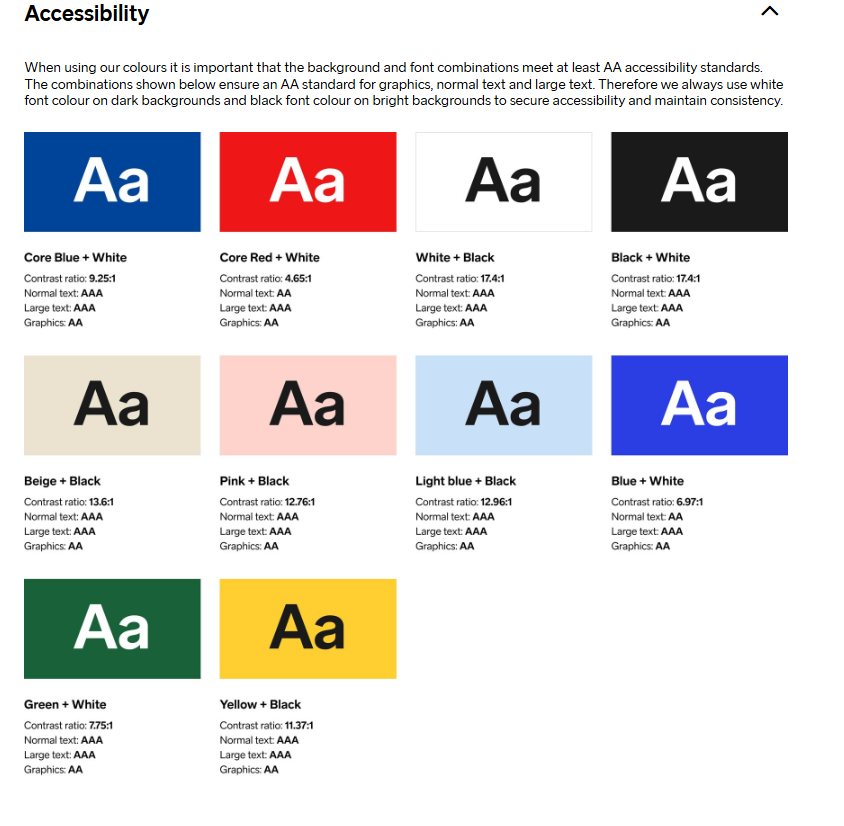 Accessibility
When using our colours it is important that the background and font combinations meet at least AA accessibility standards.
The combinations shown below ensure an AA standard for graphics, normal text and large text. Therefore we always use white
font colour on dark backgrounds and black font colour on bright backgrounds to secure accessibility and maintain consistency.
Aa
Aa
Aa
Aa
Core Blue + White
Contrast ratio: 9.25:1
Normal text: AAA
Large text: AAA
Graphics: AA
Core Red + White
Contrast ratio: 4.65:1
Normal text: AA
Large text: AAA
Graphics: AA
White + Black
Contrast ratio: 17.4:1
Normal text: AAA
Large text: AAA
Graphics: AA
Black + White
Contrast ratio: 17.4:1
Normal text: AAA
Large text: AAA
Graphics: AA
Aa
Aa
Aa
Aa
Beige + Black
Contrast ratio: 13.6:1
Normal text: AAA
Large text: AAA
Graphics: AA
Pink + Black
Contrast ratio: 12.76:1
Normal text: AAA
Large text: AAA
Graphics: AA
Light blue + Black
Contrast ratio: 12.96:1
Normal text: AAA
Large text: AAA
Graphics: AA
Blue + White
Contrast ratio: 6.97:1
Normal text: AA
Large text: AAA
Graphics: AA
Aa
Aa
Green + White
Contrast ratio: 7.75:1
Normal text: AAA
Large text: AAA
Graphics: AA
Yellow + Black
Contrast ratio: 11.37:1
Normal text: AAA
Large text: AAA
Graphics: AA